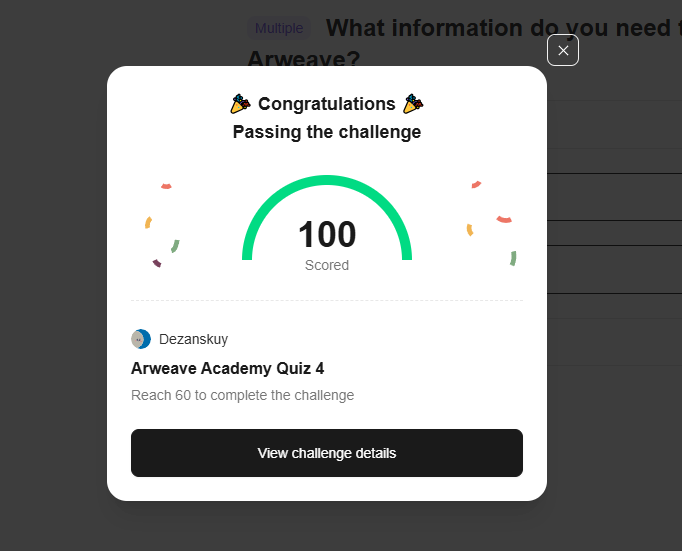 Multiple
What information do you need t
Arweave?
🎉 Congratulations 🎉
Passing the challenge
100
Scored
Dezanskuy
Arweave Academy Quiz 4
Reach 60 to complete the challenge
View challenge details